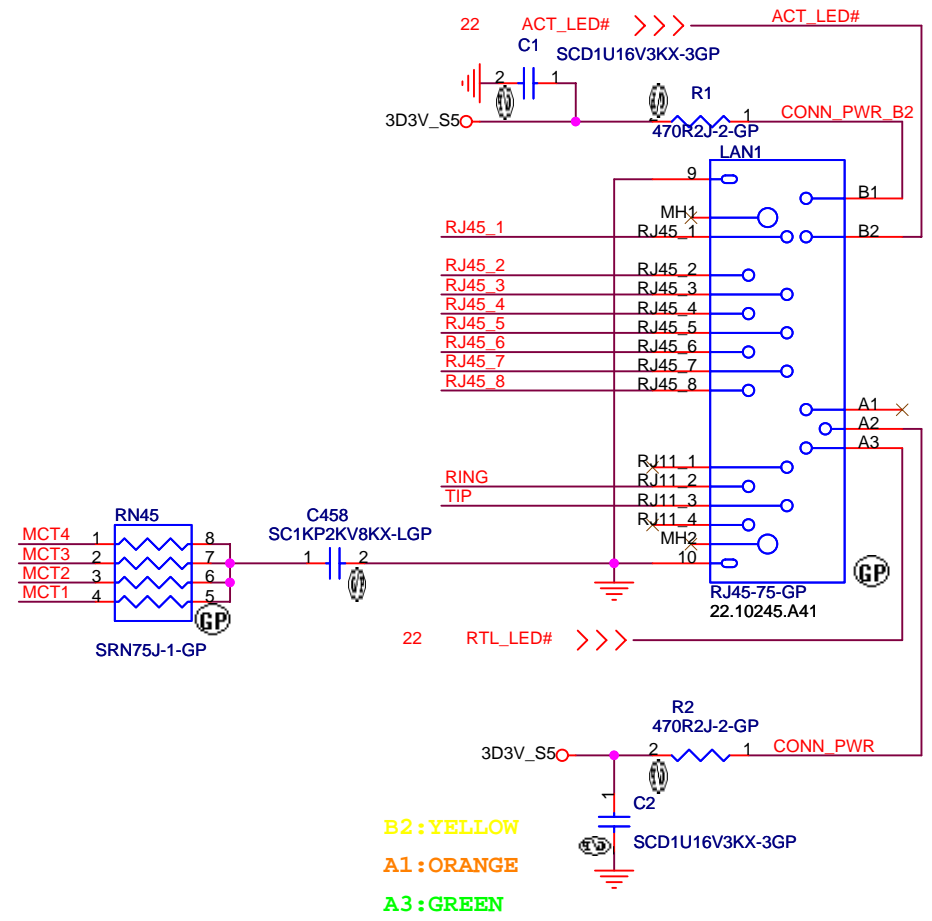 22 ACT_LED# ACT_LED#
C1
SCD1U16V3KX-3GP
2 1
R1
3D3V_S5 2 1 CONN_PWR_B2
470R2J-2-GP
LAN1
9
B1
MH1
RJ45_1 RJ45_1 B2
RJ45_2 RJ45_2
RJ45_3 RJ45_3
RJ45_4 RJ45_4
RJ45_5 RJ45_5
RJ45_6 RJ45_6
RJ45_7 RJ45_7
RJ45_8 RJ45_8
A1
A2
A3
RJ11_1
RING RJ11_2
TIP RJ11_3
RJ11_4
MH2
10
GP
RJ45-75-GP
22.10245.A41
RN45
MCT4 1 8
MCT3 2 7
MCT2 3 6
MCT1 4 5
GP
SRN75J-1-GP
C458
SC1KP2KV8KX-LGP
1 2
GP
22 RTL_LED#
R2
470R2J-2-GP
3D3V_S5 2 1 CONN_PWR
1
C2
SCD1U16V3KX-3GP
B2:YELLOW
A1:ORANGE
A3:GREEN